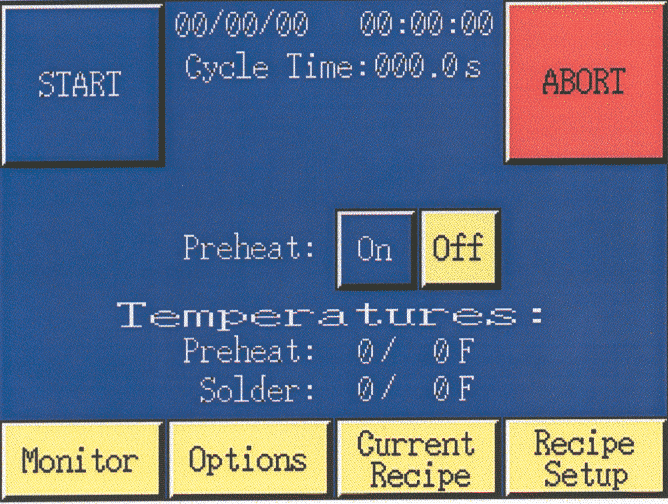 START
00/00/00 00:00:00
Cycle Time:000.0s
ABORT
Preheat: On Off
Temperatures:
Preheat: 0/ 0F
Solder: 0/ 0F
Monitor
Options
Current
Recipe
Recipe
Setup